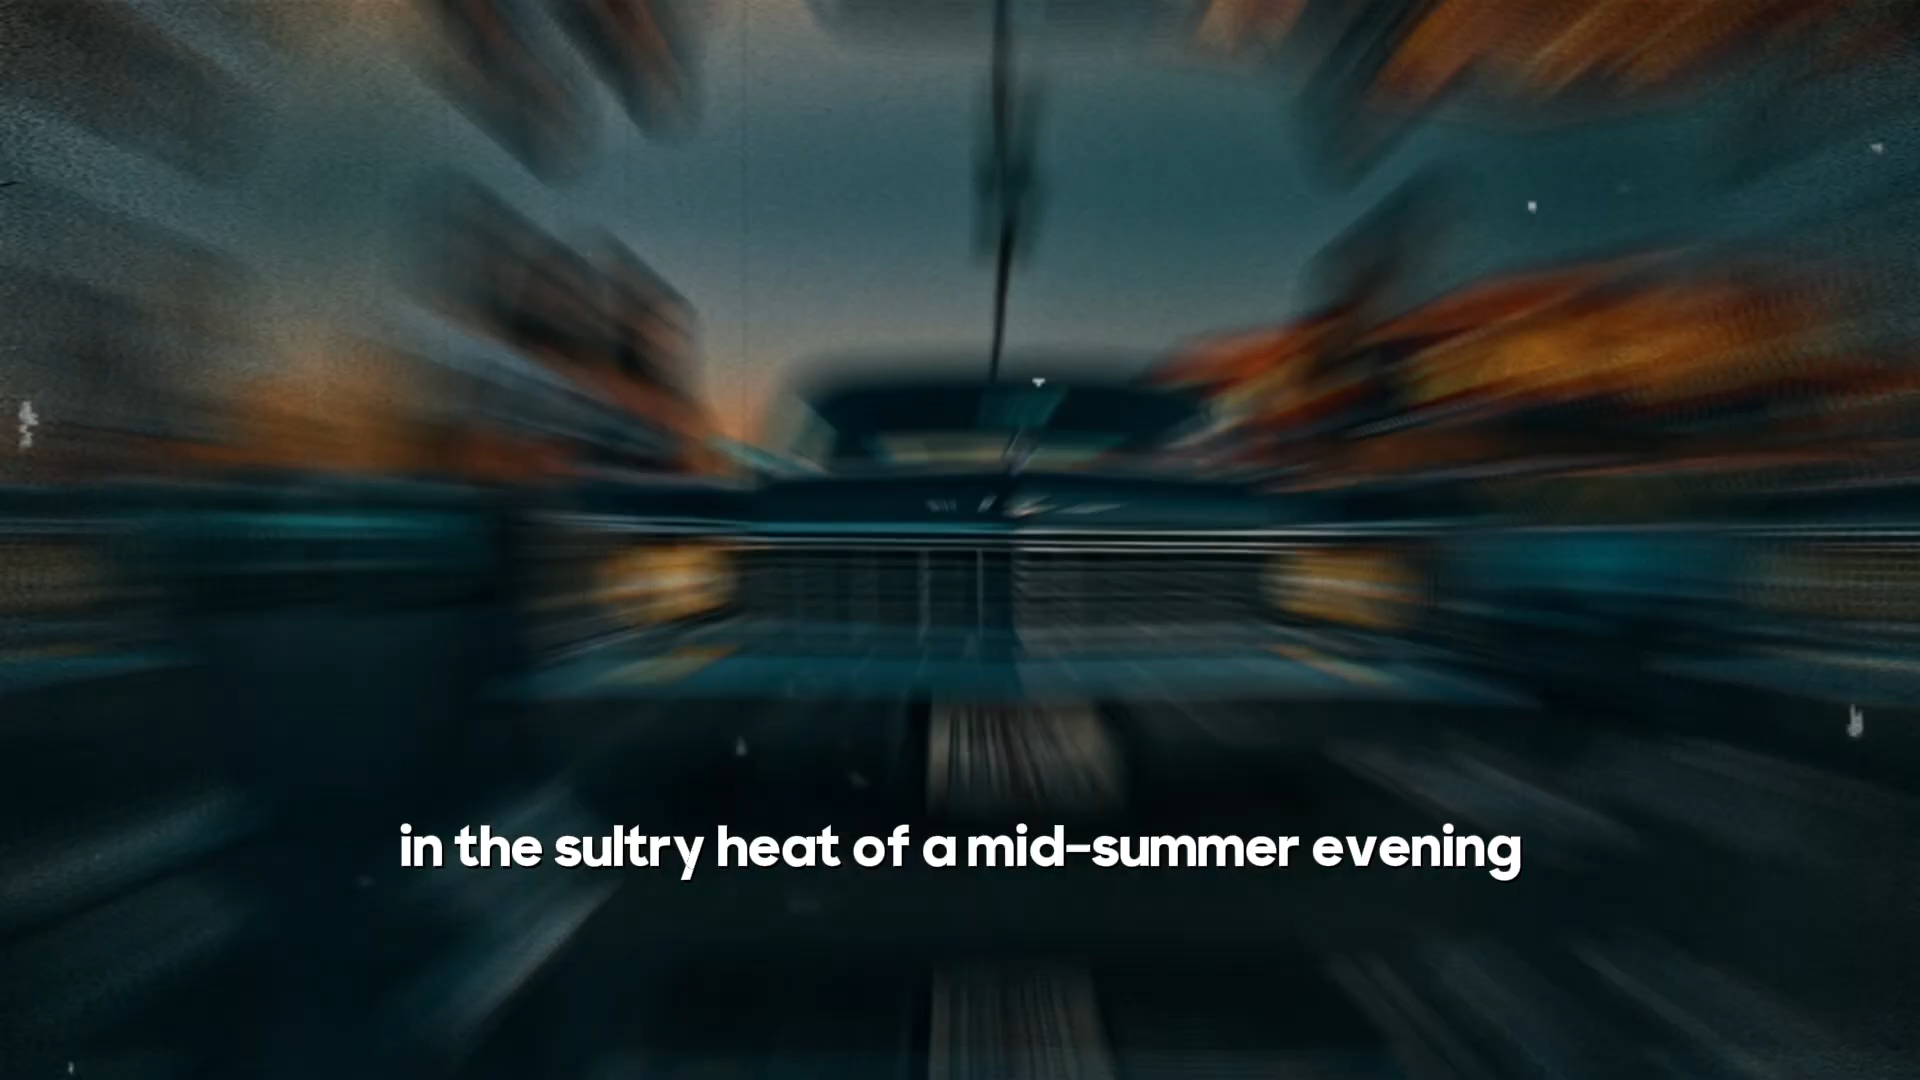 in the sultry heat of a mid-summer evening